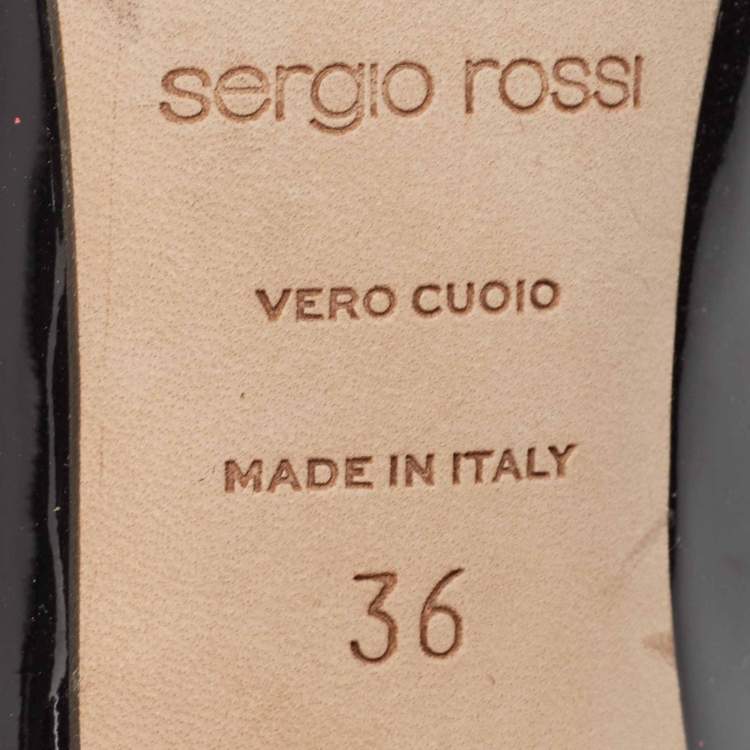 sergio rossi
VERO CUOIO
MADE IN ITALY
36